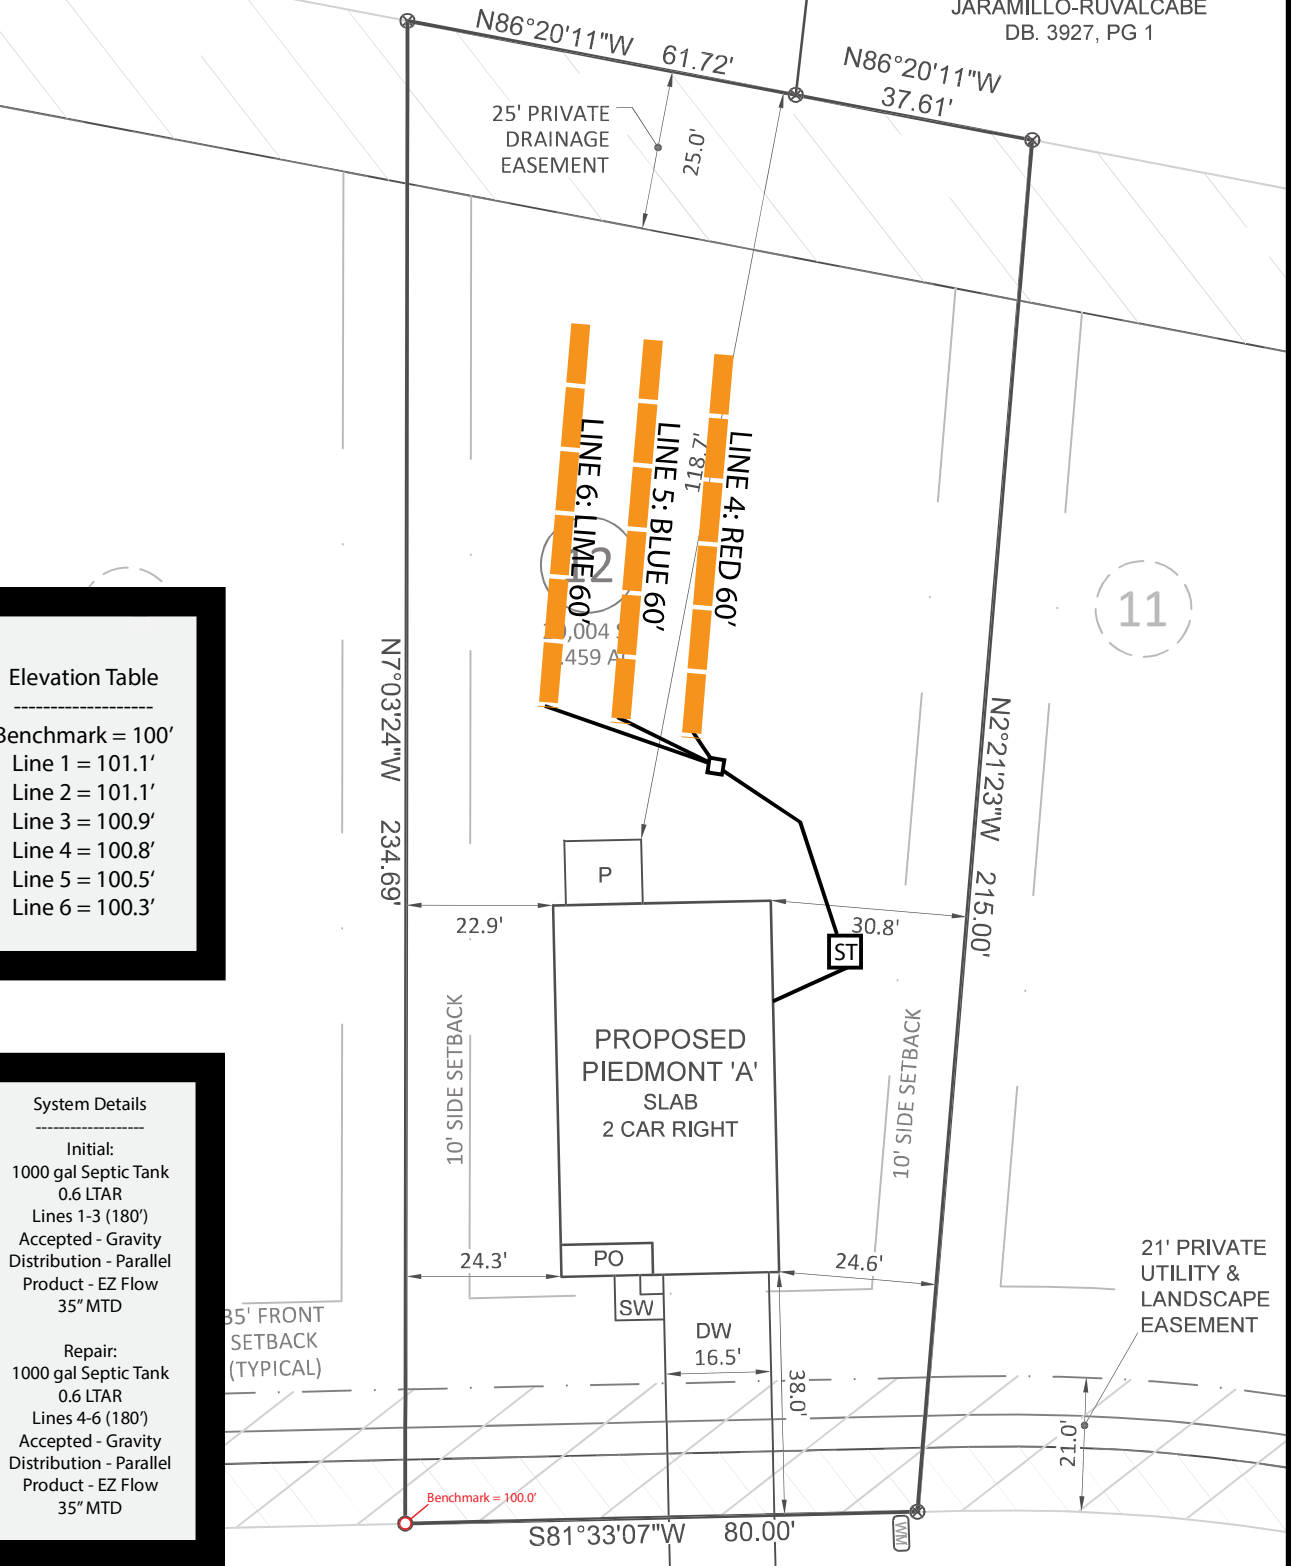 JARAMILLO-RUVALCABE
DB. 3927, PG 1
N86°20'11"W 61.72'
N86°20'11"W
37.61'
25' PRIVATE
DRAINAGE
EASEMENT
25.0'
118.7'
LINE 6: LIME 60'
LINE 5: BLUE 60'
LINE 4: RED 60'
12
,004
.459 A
11
Elevation Table
-------------------
Benchmark = 100'
Line 1 = 101.1'
Line 2 = 101.1'
Line 3 = 100.9'
Line 4 = 100.8'
Line 5 = 100.5'
Line 6 = 100.3'
N7°03'24"W 234.69'
N2°21'23"W 215.00'
P
22.9'
30.8'
ST
10' SIDE SETBACK
10' SIDE SETBACK
PROPOSED
PIEDMONT 'A'
SLAB
2 CAR RIGHT
System Details
-------------------
Initial:
1000 gal Septic Tank
0.6 LTAR
Lines 1-3 (180')
Accepted - Gravity
Distribution - Parallel
Product - EZ Flow
35" MTD
Repair:
1000 gal Septic Tank
0.6 LTAR
Lines 4-6 (180')
Accepted - Gravity
Distribution - Parallel
Product - EZ Flow
35" MTD
24.3'
PO
24.6'
SW
35' FRONT
SETBACK
(TYPICAL)
DW
16.5'
38.0'
21' PRIVATE
UTILITY &
LANDSCAPE
EASEMENT
21.0'
Benchmark = 100.0'
S81°33'07"W 80.00'
WM